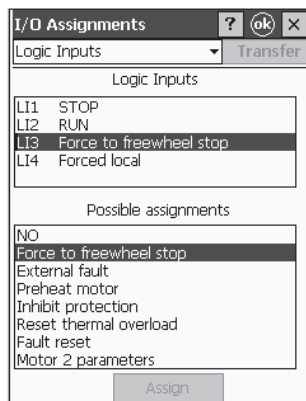 I/O Assignments ? ok ×
Logic Inputs Transfer
Logic Inputs
LI1 STOP
LI2 RUN
LI3 Force to freewheel stop
LI4 Forced local
Possible assignments
NO
Force to freewheel stop
External fault
Preheat motor
Inhibit protection
Reset thermal overload
Fault reset
Motor 2 parameters
Assign